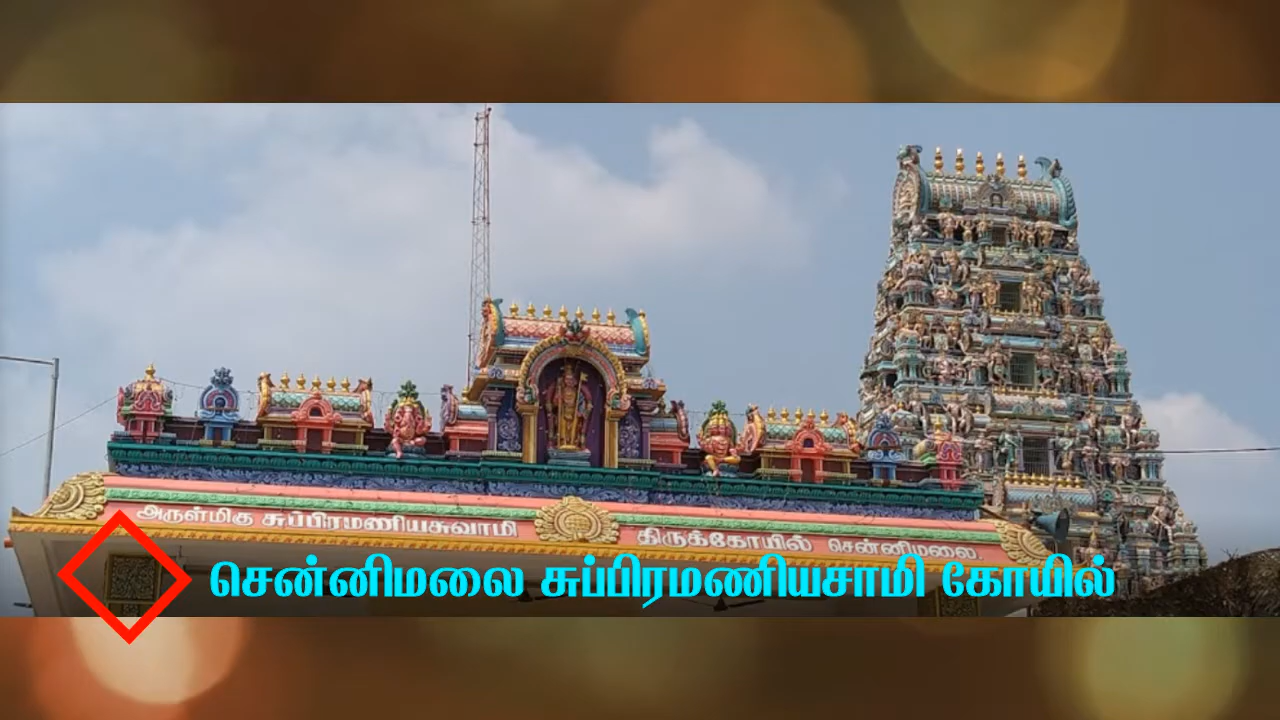 அருள்மிகு சுப்பிரமணியசுவாமி திருக்கோயில் சென்னிமலை.
சென்னிமலை சுப்பிரமணியசாமி கோயில்